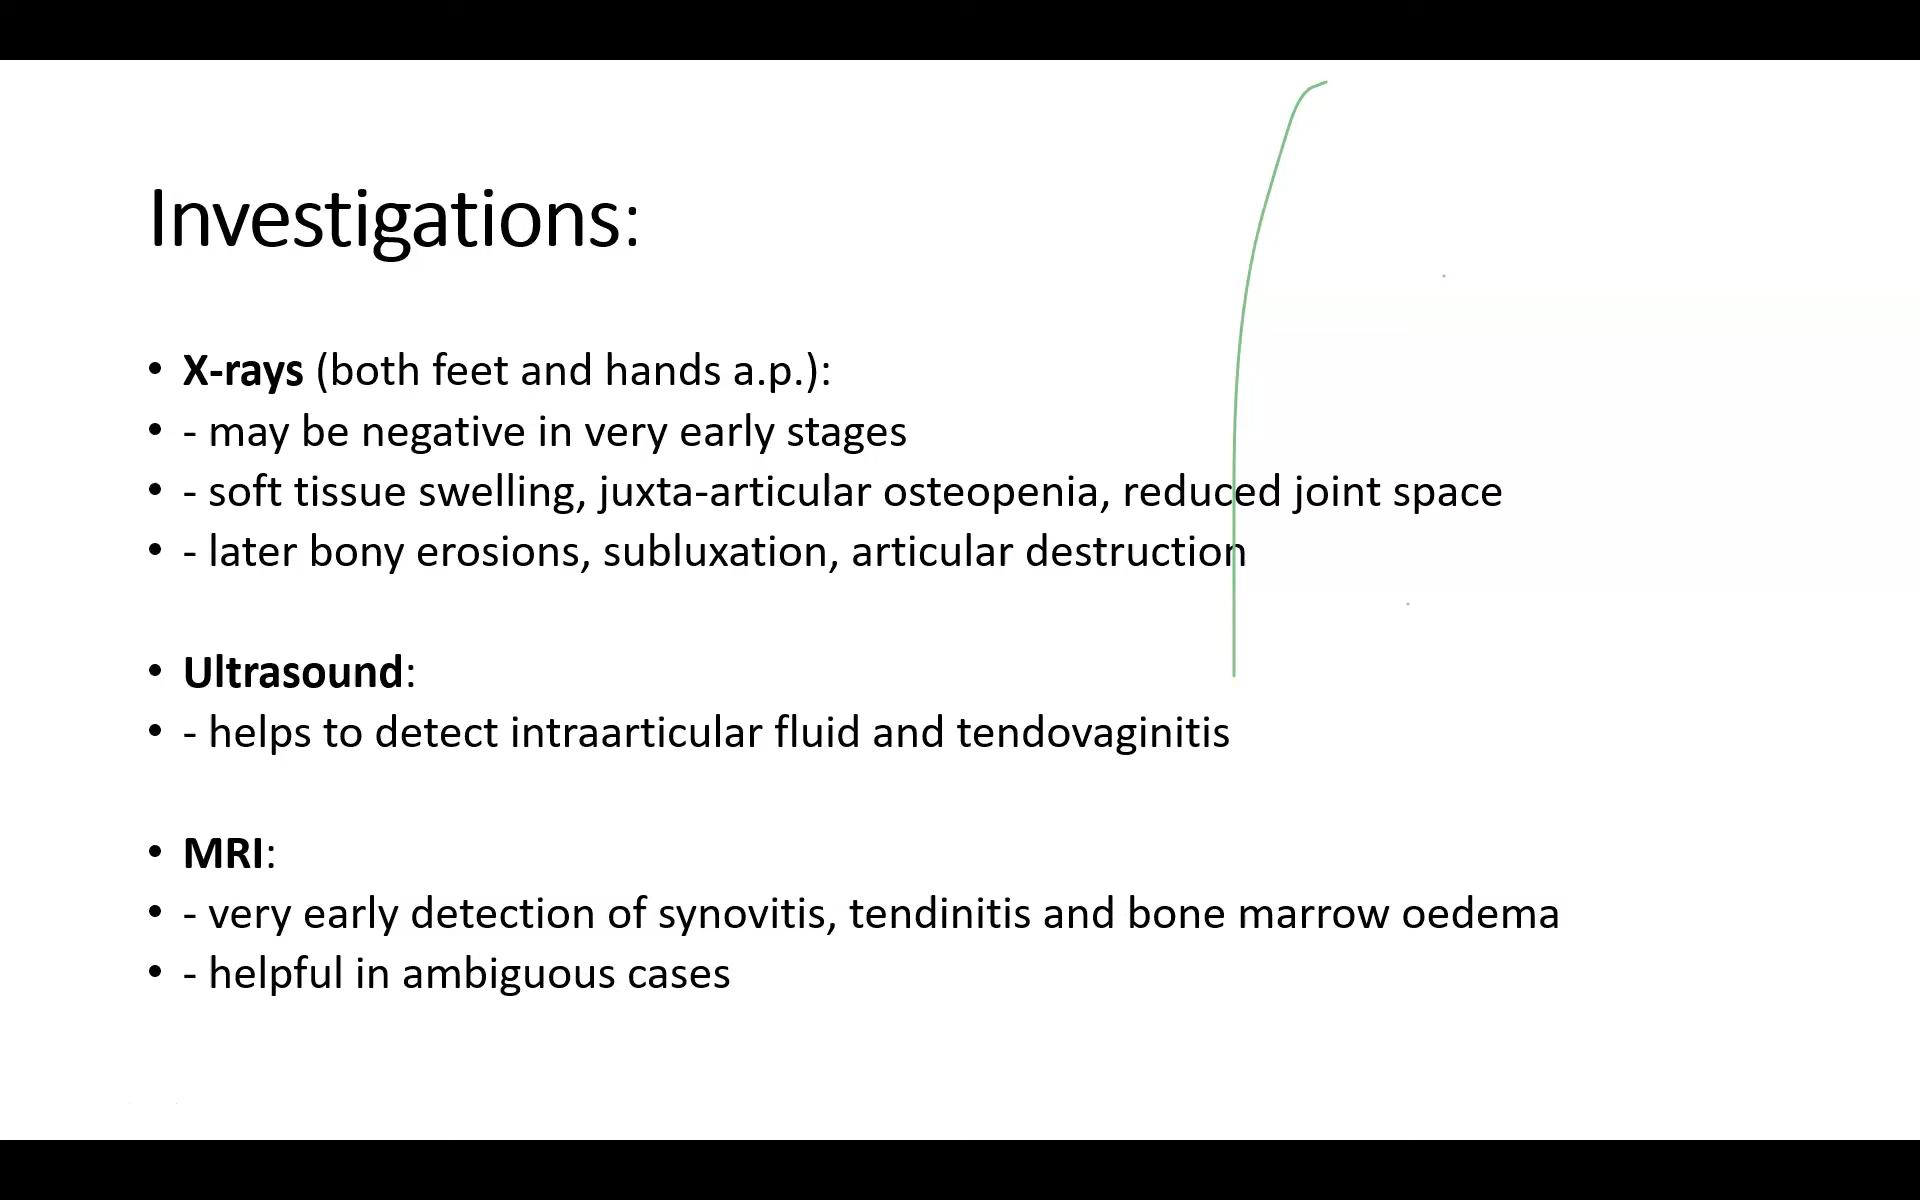 Investigations:
• X-rays (both feet and hands a.p.):
• - may be negative in very early stages
• - soft tissue swelling, juxta-articular osteopenia, reduced joint space
• - later bony erosions, subluxation, articular destruction
• Ultrasound:
• - helps to detect intraarticular fluid and tendovaginitis
• MRI:
• - very early detection of synovitis, tendinitis and bone marrow oedema
• - helpful in ambiguous cases